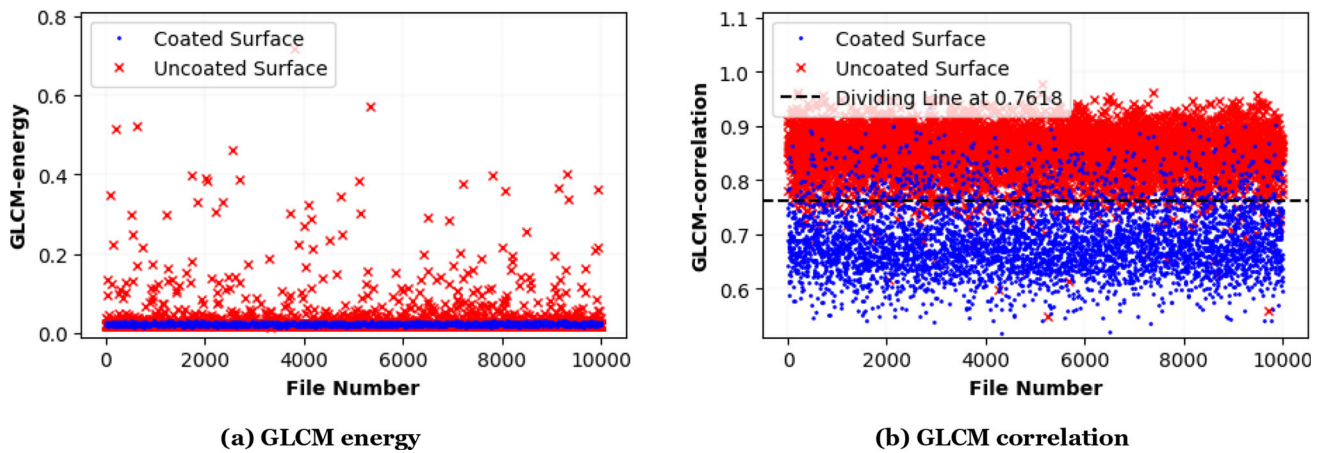 0.8
0.6
0.4
0.2
0.0
GLCM-energy
Coated Surface
Uncoated Surface
0 2000 4000 6000 8000 10000
File Number
(a) GLCM energy
1.1
1.0
0.9
0.8
0.7
0.6
GLCM-correlation
Coated Surface
Uncoated Surface
Dividing Line at 0.7618
0 2000 4000 6000 8000 10000
File Number
(b) GLCM correlation